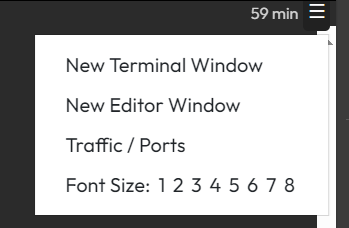 59 min
New Terminal Window
New Editor Window
Traffic / Ports
Font Size: 1 2 3 4 5 6 7 8